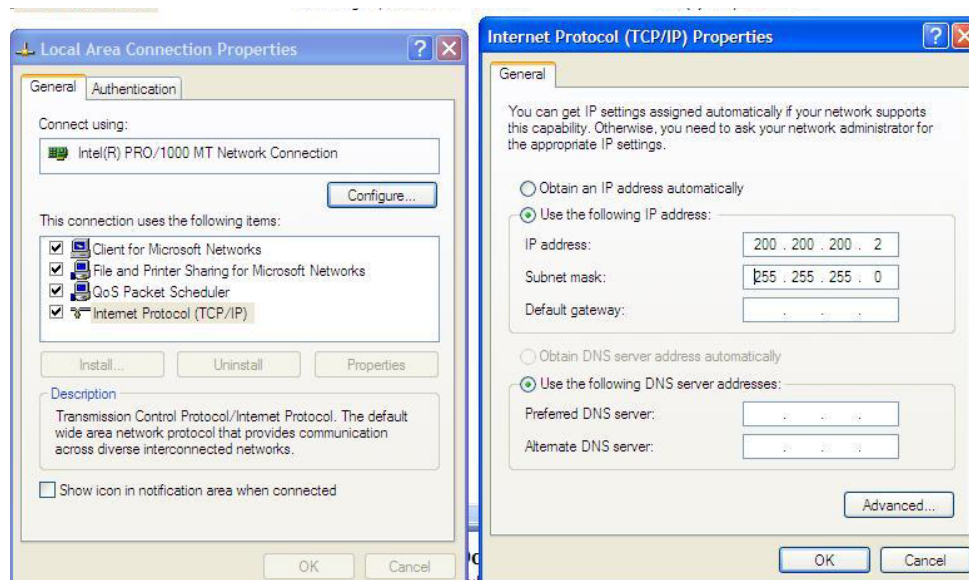 Local Area Connection Properties
General
Authentication
Connect using:
Intel(R) PRO/1000 MT Network Connection
Configure...
This connection uses the following items:
Client for Microsoft Networks
File and Printer Sharing for Microsoft Networks
QoS Packet Scheduler
Internet Protocol (TCP/IP)
Install...
Uninstall
Properties
Description
Transmission Control Protocol/Internet Protocol. The default
wide area network protocol that provides communication
across diverse interconnected networks.
Show icon in notification area when connected
OK
Cancel
Internet Protocol (TCP/IP) Properties
General
You can get IP settings assigned automatically if your network supports
this capability. Otherwise, you need to ask your network administrator for
the appropriate IP settings.
Obtain an IP address automatically
Use the following IP address:
IP address: 200 . 200 . 200 . 2
Subnet mask: 255 . 255 . 255 . 0
Default gateway: . . .
Obtain DNS server address automatically
Use the following DNS server addresses:
Preferred DNS server: . . .
Alternate DNS server: . . .
Advanced...
OK
Cancel